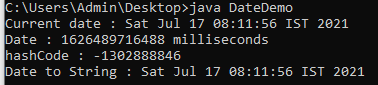 C:\Users\Admin\Desktop>java DateDemo
Current date : Sat Jul 17 08:11:56 IST 2021
Date : 1626489716488 milliseconds
hashCode : -1302888846
Date to String : Sat Jul 17 08:11:56 IST 2021